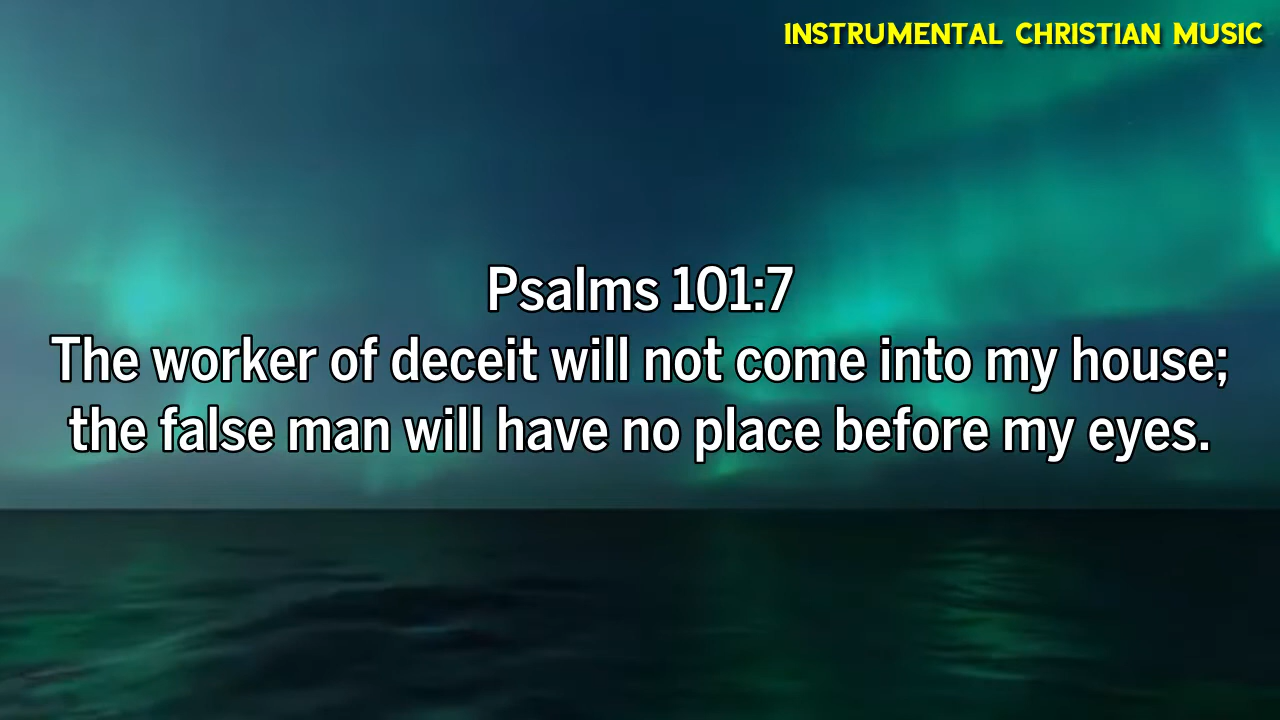 INSTRUMENTAL CHRISTIAN MUSIC
Psalms 101:7
The worker of deceit will not come into my house;
the false man will have no place before my eyes.